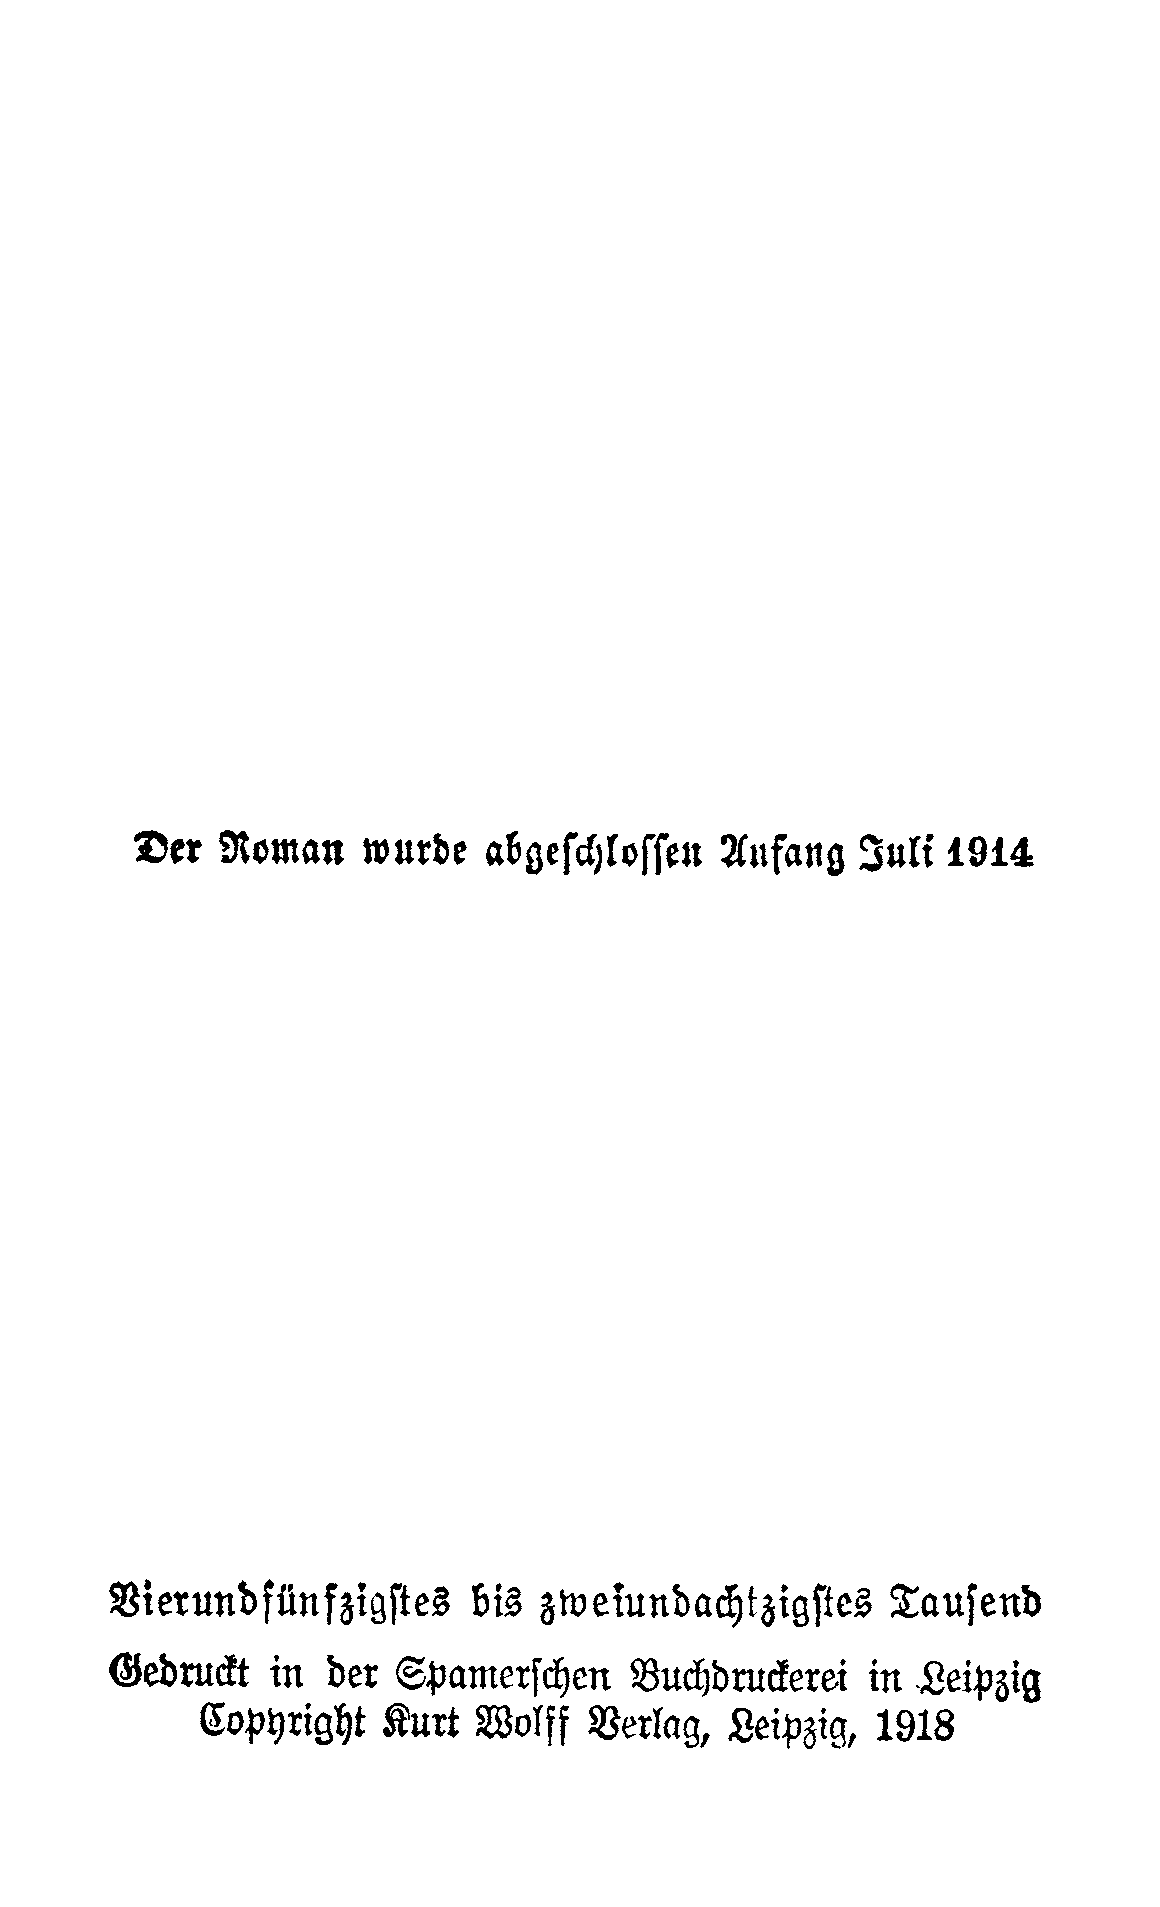 Der Roman wurde abgeschlossen Anfang Juli 1914
Vierundfünfzigstes bis zweiundachtzigstes Tausend
Gedruckt in der Spamerschen Buchdruckerei in Leipzig
Copyright Kurt Wolff Verlag, Leipzig, 1918